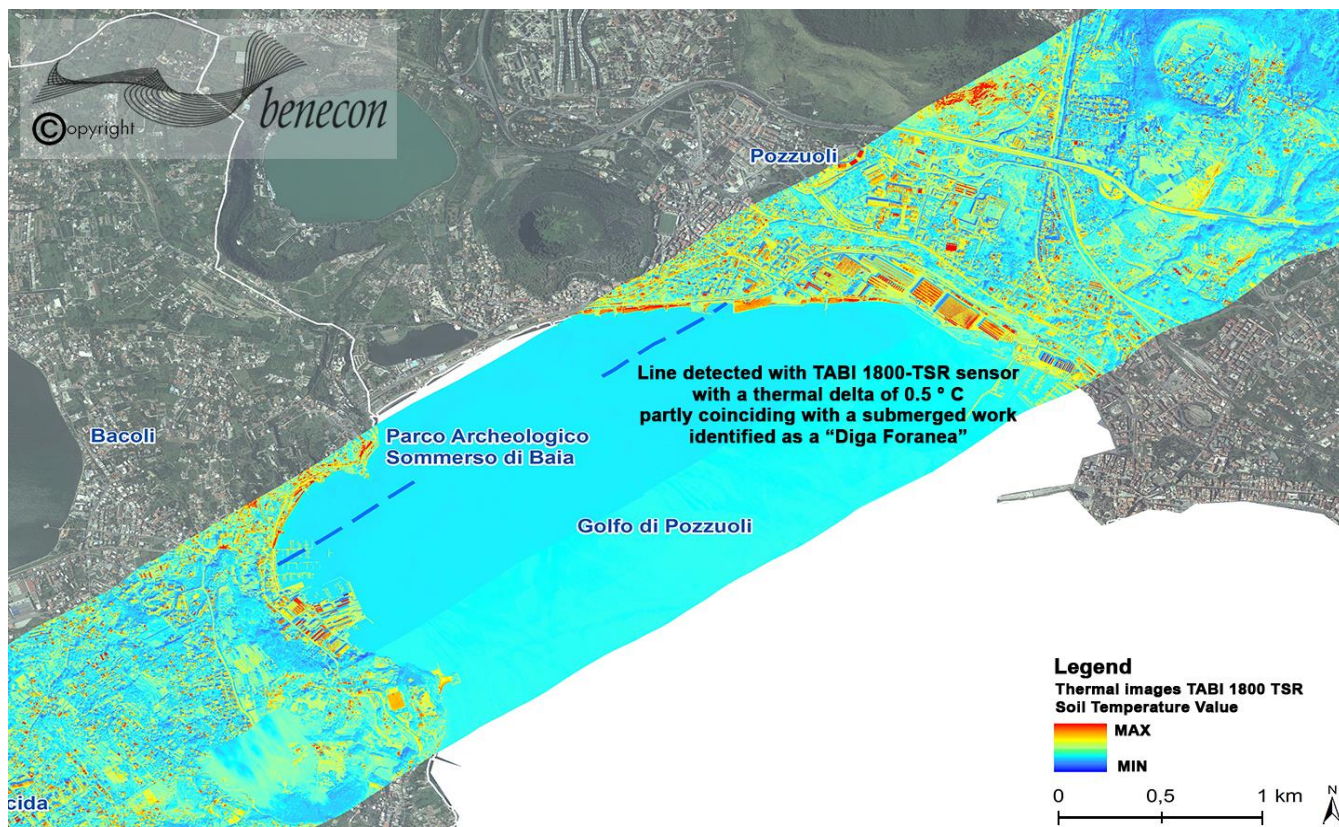 ©opyright
benecon
Pozzuoli
Line detected with TABI 1800-TSR sensor
with a thermal delta of 0.5 ° C
partly coinciding with a submerged work
identified as a “Diga Foranea”
Bacoli
Parco Archeologico
Sommerso di Baia
Golfo di Pozzuoli
Legend
Thermal images TABI 1800 TSR
Soil Temperature Value
MAX
MIN
cida
0 0,5 1 km
N